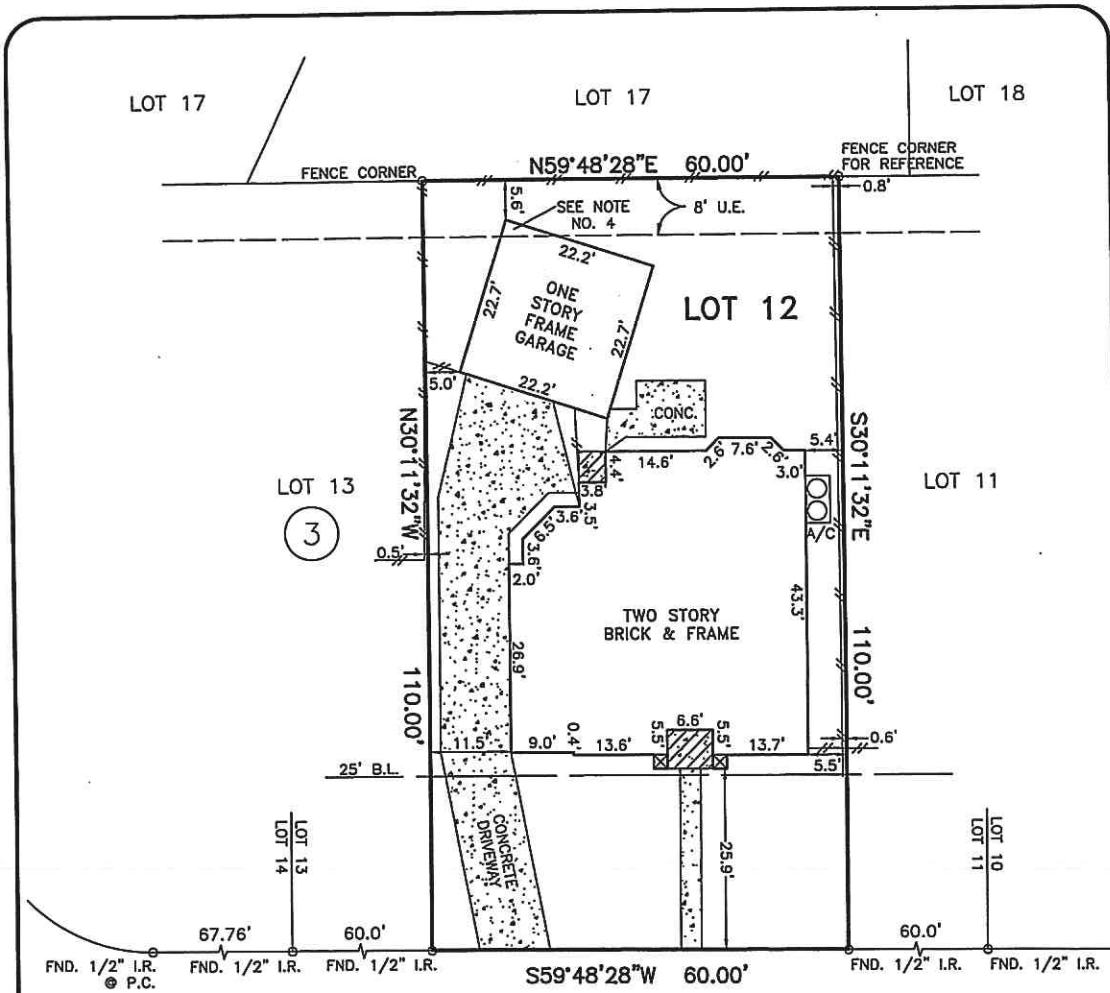 LOT 17
LOT 17
LOT 18
FENCE CORNER
N59°48'28"E 60.00'
FENCE CORNER
FOR REFERENCE
0.8'
5.6'
SEE NOTE
NO. 4
8' U.E.
22.2'
LOT 12
22.7'
ONE
STORY
FRAME
GARAGE
22.7'
5.0'
22.2'
CONC.
N30°11'32"W
S30°11'32"E
14.6'
2.6'
7.6'
2.6'
5.4'
3.0'
4.4'
3.8'
LOT 13
LOT 11
3
3.6'
3.5'
6.5'
3.6'
A/C
0.5'
2.0'
43.3'
TWO STORY
BRICK & FRAME
26.9'
110.00'
110.00'
11.5'
9.0'
0.4'
13.6'
5.5'
6.6'
5.5'
13.7'
0.6'
5.5'
25' B.L.
CONCRETE
DRIVEWAY
25.9'
LOT 13
LOT 14
LOT 10
LOT 11
67.76'
60.0'
60.0'
FND. 1/2" I.R.
@ P.C.
FND. 1/2" I.R.
FND. 1/2" I.R.
S59°48'28"W 60.00'
FND. 1/2" I.R.
FND. 1/2" I.R.